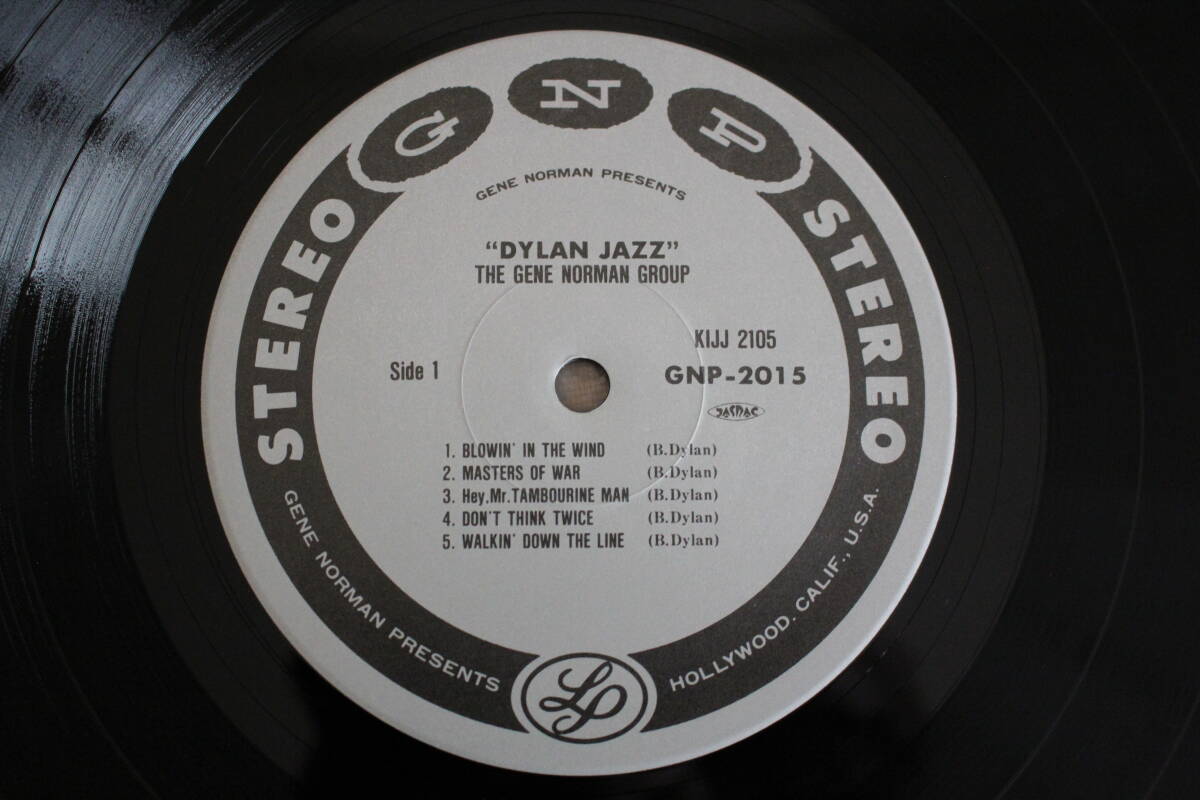 G N P
GENE NORMAN PRESENTS
"DYLAN JAZZ"
THE GENE NORMAN GROUP
STEREO
STEREO
KIJJ 2105
Side 1
GNP-2015
JASRAC
1. BLOWIN' IN THE WIND (B.Dylan)
2. MASTERS OF WAR (B.Dylan)
3. Hey,Mr.TAMBOURINE MAN (B.Dylan)
4. DON'T THINK TWICE (B.Dylan)
5. WALKIN' DOWN THE LINE (B.Dylan)
GENE NORMAN PRESENTS
LP
HOLLYWOOD. CALIF., U.S.A.